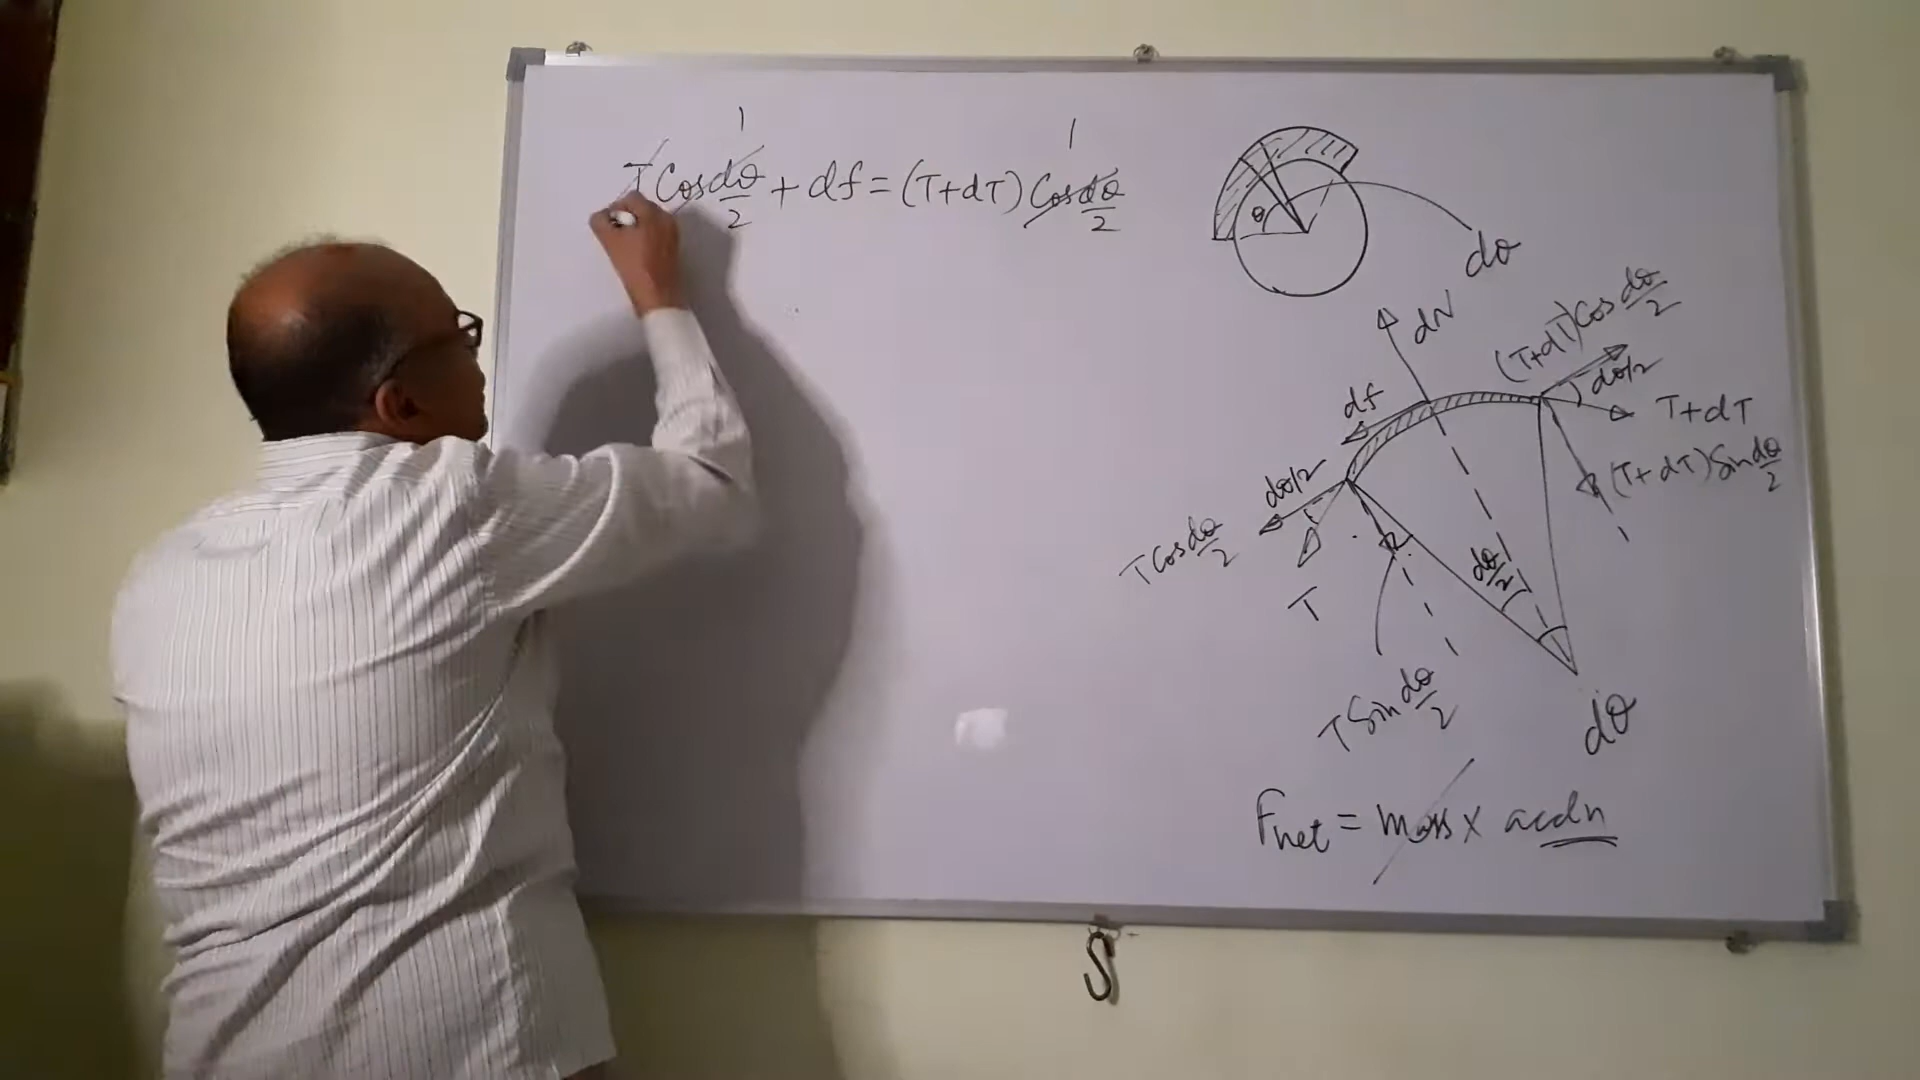 1 1
T Cos dθ/2 + df = (T+dT) Cos dθ/2
θ
dθ
dN
(T+dT) Cos dθ/2
df
dθ/2
T+dT
dθ/2
(T+dT) Sin dθ/2
T Cos dθ/2
T
dθ/2
T Sin dθ/2
dθ
Fnet = mass x accln